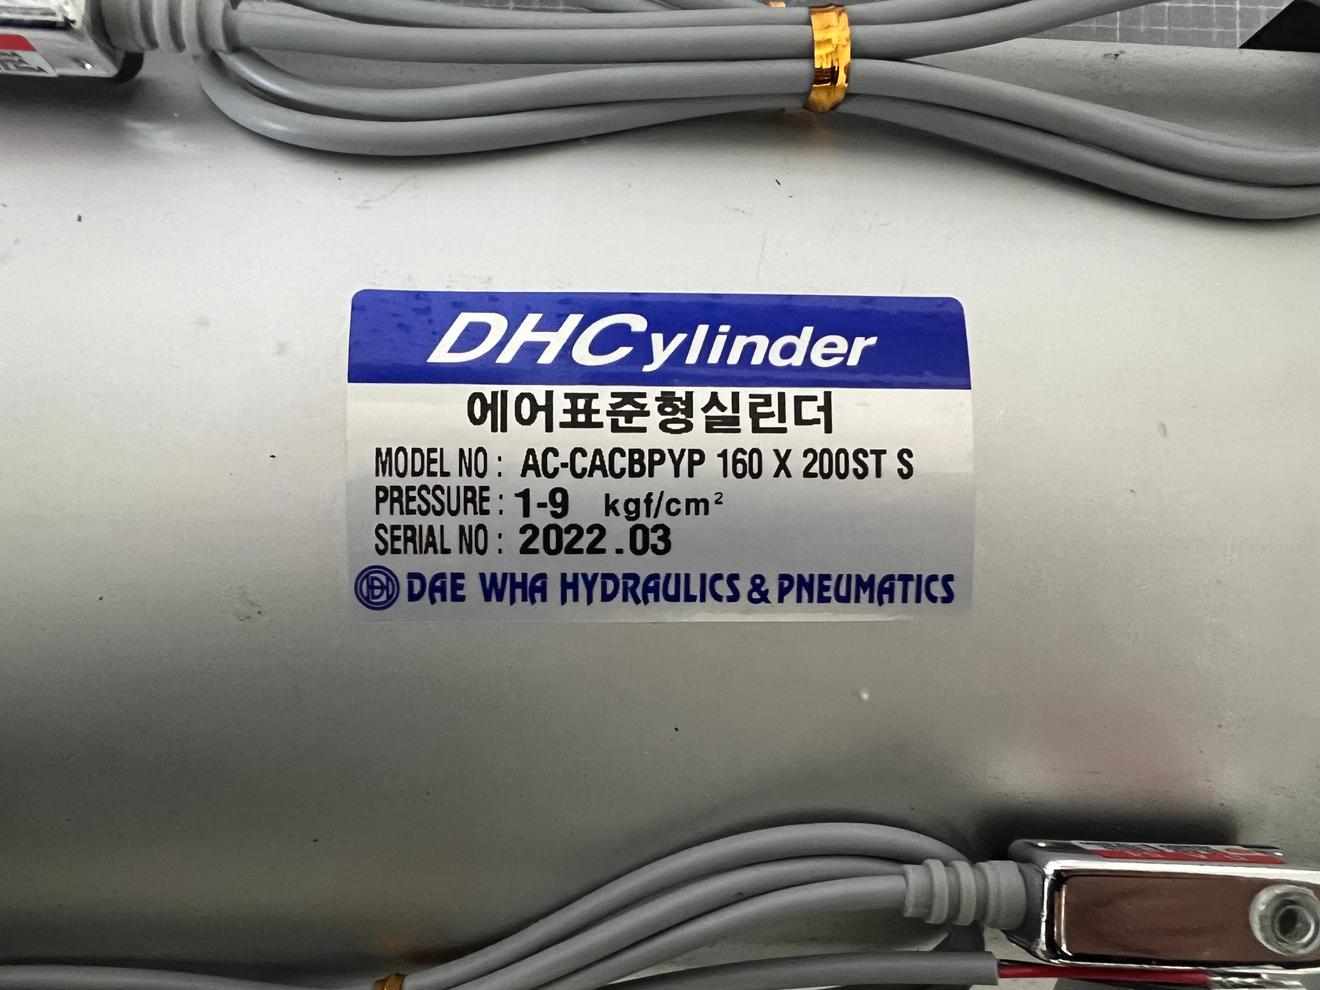 DHCylinder
에어표준형실린더
MODEL NO : AC-CACBPYP 160 X 200ST S
PRESSURE : 1-9 kgf/cm²
SERIAL NO : 2022.03
DH DAE WHA HYDRAULICS & PNEUMATICS